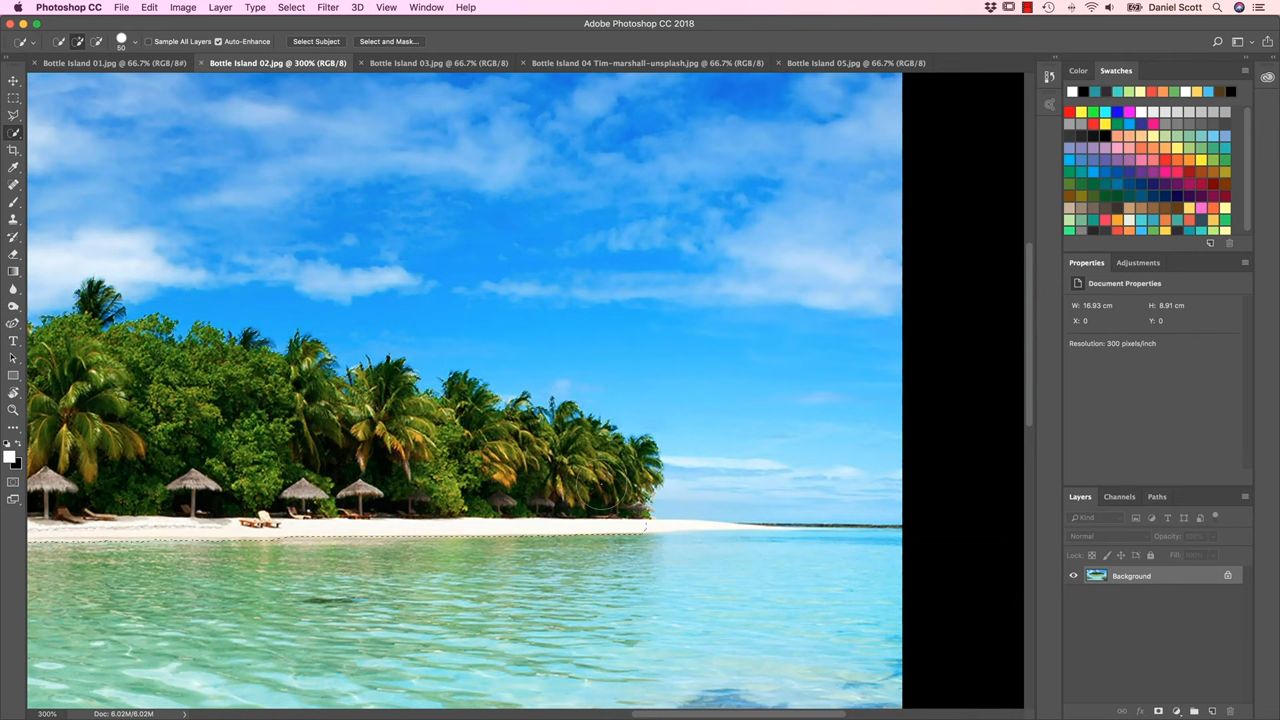 Photoshop CC File Edit Image Layer Type Select Filter 3D View Window Help Daniel Scott
Adobe Photoshop CC 2018
50 Sample All Layers Auto-Enhance Select Subject Select and Mask...
Bottle Island 01.jpg @ 66.7% (RGB/8#) Bottle Island 02.jpg @ 300% (RGB/8) Bottle Island 03.jpg @ 66.7% (RGB/8) Bottle Island 04 Tim-marshall-unsplash.jpg @ 66.7% (RGB/8) Bottle Island 05.jpg @ 66.7% (RGB/8)
Color Swatches
Properties Adjustments
Document Properties
W: 16.93 cm H: 8.91 cm
X: 0 Y: 0
Resolution: 300 pixels/inch
Layers Channels Paths
Kind
Normal Opacity: 100%
Lock: Fill: 100%
Background
300% Doc: 6.02M/6.02M